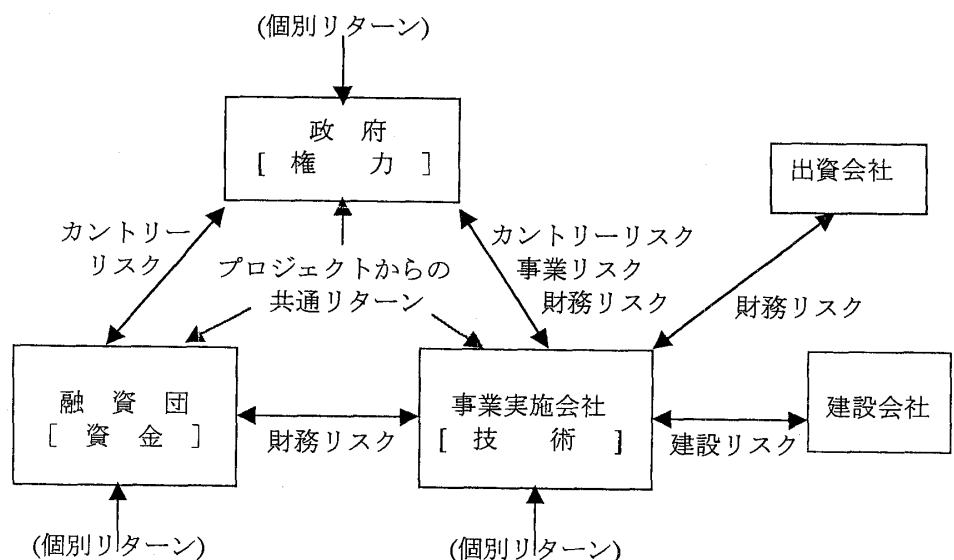 (個別リターン)
政 府
[ 権 力 ]
出資会社
カントリー
リスク
プロジェクトからの
共通リターン
カントリーリスク
事業リスク
財務リスク
財務リスク
融 資 団
[ 資 金 ]
財務リスク
事業実施会社
[ 技 術 ]
建設リスク
建設会社
(個別リターン)
(個別リターン)